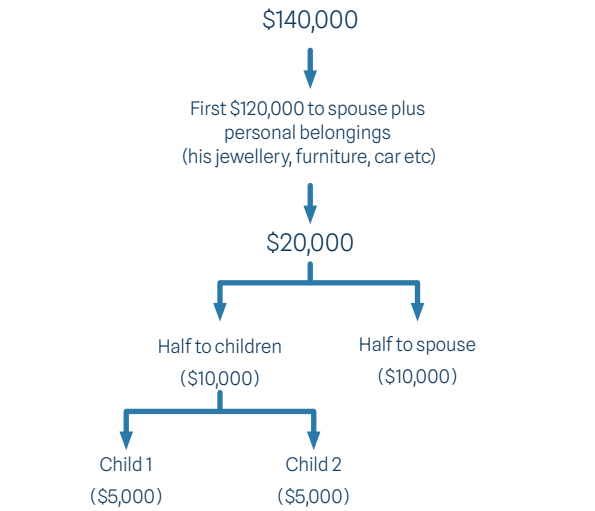 $140,000
First $120,000 to spouse plus
personal belongings
(his jewellery, furniture, car etc)
$20,000
Half to children
($10,000)
Half to spouse
($10,000)
Child 1
($5,000)
Child 2
($5,000)